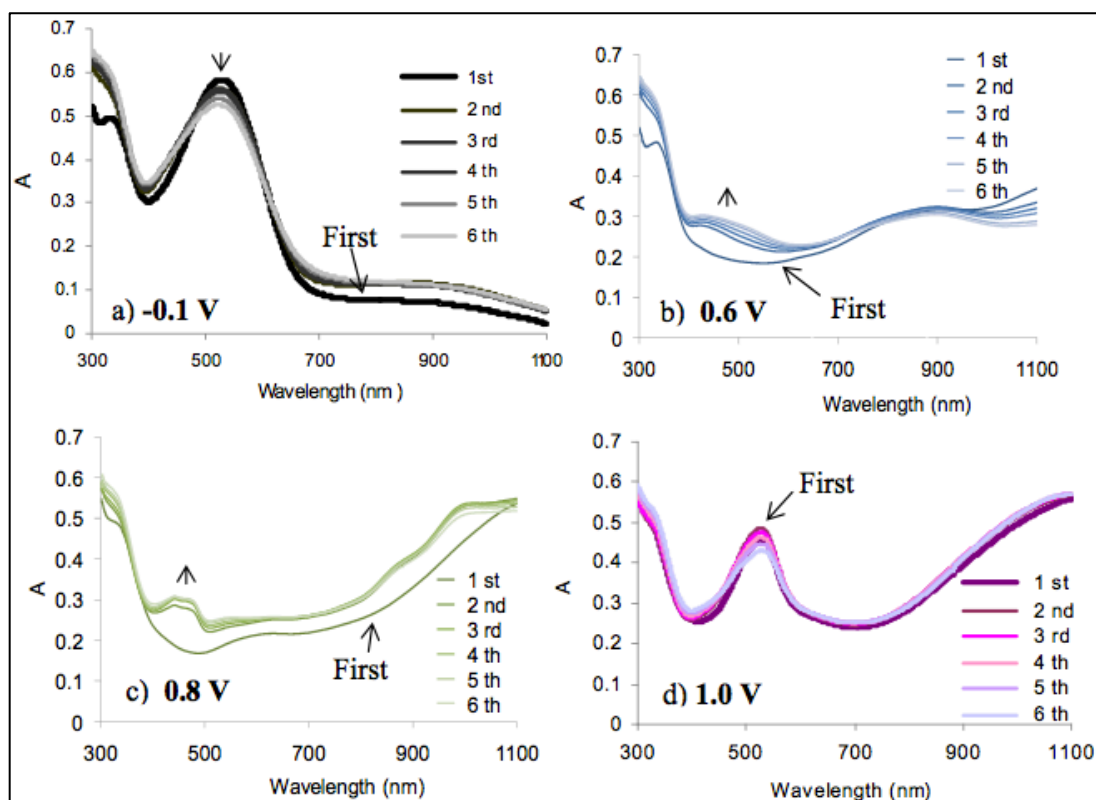 0.7
0.6
0.5
0.4
0.3
0.2
0.1
0
A
1st
2nd
3 rd
4 th
5 th
6 th
First
a) -0.1 V
300
500
700
900
1100
Wavelength (nm )
0.7
0.6
0.5
0.4
0.3
0.2
0.1
0
A
1 st
2 nd
3 rd
4 th
5 th
6 th
First
b) 0.6 V
300
500
700
900
1100
Wavelength (nm)
0.7
0.6
0.5
0.4
0.3
0.2
0.1
0
A
1 st
2 nd
3 rd
4 th
5 th
6 th
First
c) 0.8 V
300
500
700
900
1100
Wavelength (nm)
0.7
0.6
0.5
0.4
0.3
0.2
0.1
0
A
First
1 st
2 nd
3 rd
4 th
5 th
6 th
d) 1.0 V
300
500
700
900
1100
Wavelength (nm)